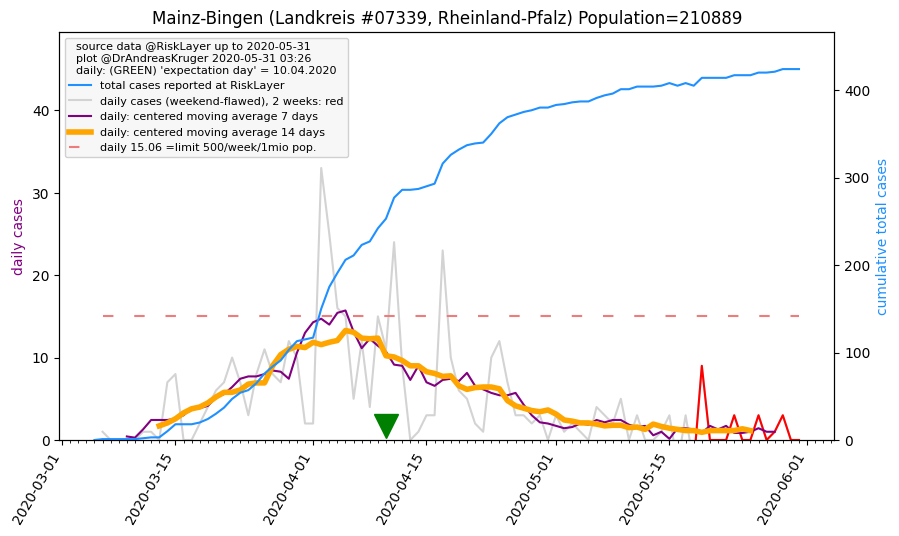 Mainz-Bingen (Landkreis #07339, Rheinland-Pfalz) Population=210889
source data @RiskLayer up to 2020-05-31
plot @DrAndreasKruger 2020-05-31 03:26
daily: (GREEN) 'expectation day' = 10.04.2020
total cases reported at RiskLayer
daily cases (weekend-flawed), 2 weeks: red
daily: centered moving average 7 days
daily: centered moving average 14 days
daily 15.06 =limit 500/week/1mio pop.
daily cases
40
30
20
10
0
cumulative total cases
400
300
200
100
0
2020-03-01
2020-03-15
2020-04-01
2020-04-15
2020-05-01
2020-05-15
2020-06-01